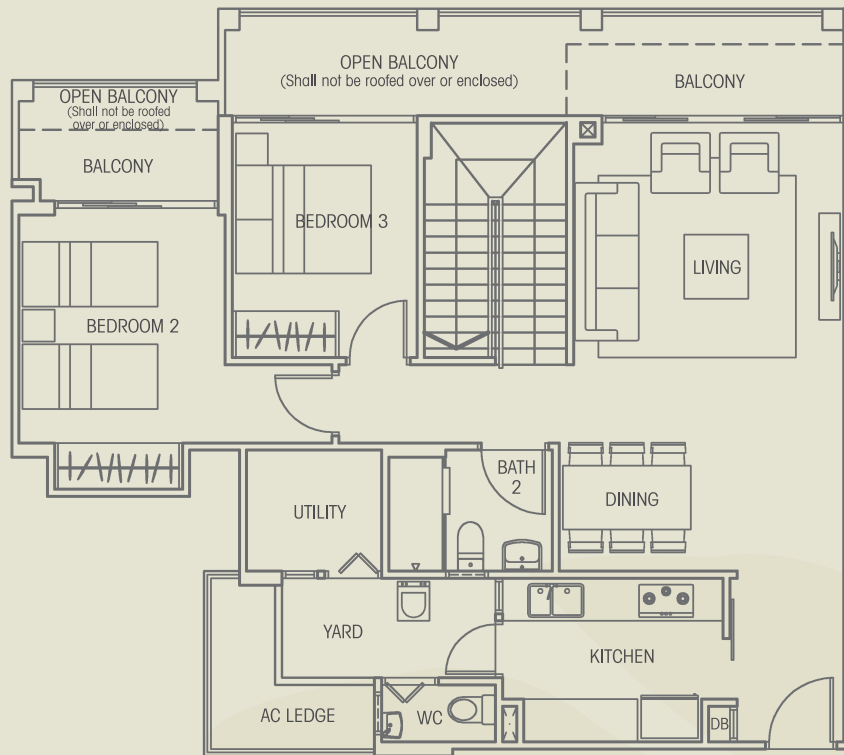 OPEN BALCONY
(Shall not be roofed over or enclosed)
BALCONY
OPEN BALCONY
(Shall not be roofed
over or enclosed)
BALCONY
BEDROOM 3
LIVING
BEDROOM 2
BATH
2
DINING
UTILITY
YARD
KITCHEN
AC LEDGE
WC
DB